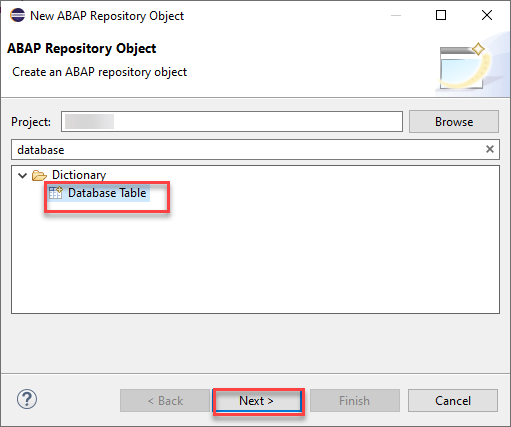 New ABAP Repository Object
ABAP Repository Object
Create an ABAP repository object
Project:
Browse
database
Dictionary
Database Table
< Back
Next >
Finish
Cancel